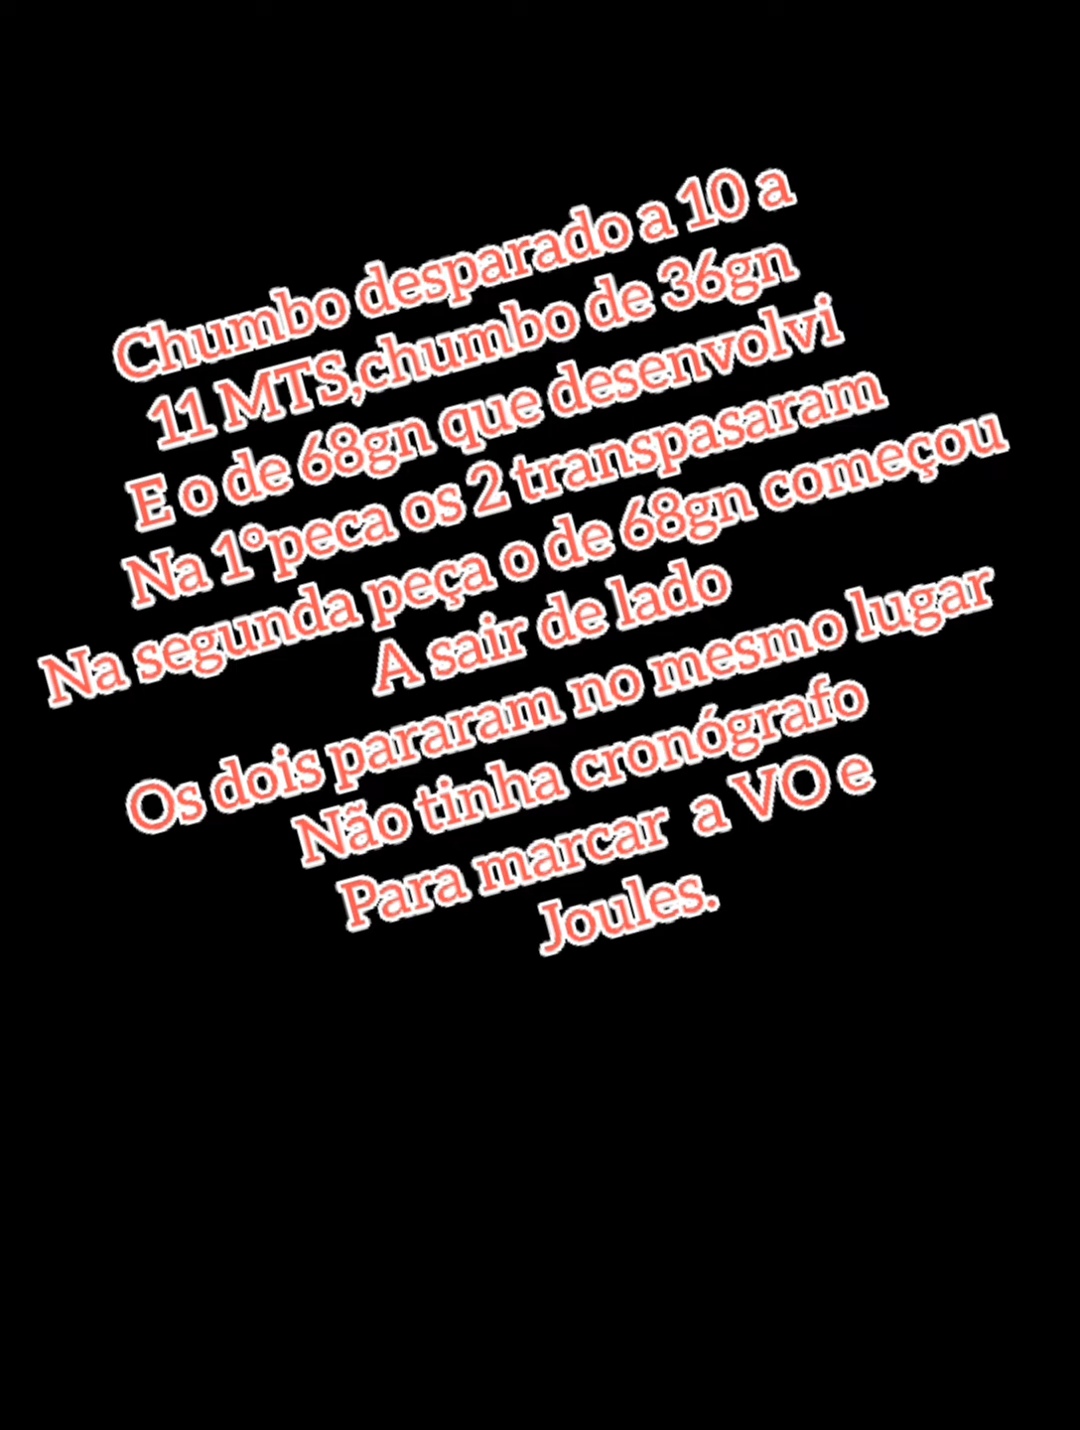 Chumbo desparado a 10 a
11 MTS,chumbo de 36gn
E o de 68gn que desenvolvi
Na 1°peca os 2 transpasaram
Na segunda peça o de 68gn começou
A sair de lado
Os dois pararam no mesmo lugar
Não tinha cronógrafo
Para marcar a VO e
Joules.